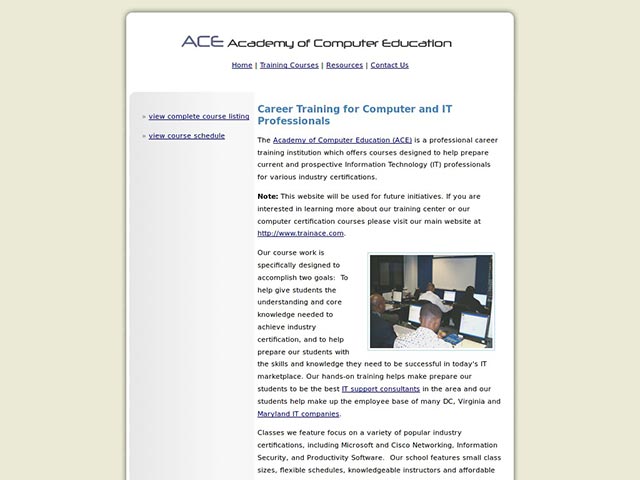 ACE Academy of Computer Education
Home | Training Courses | Resources | Contact Us
» view complete course listing
» view course schedule
Career Training for Computer and IT
Professionals
The Academy of Computer Education (ACE) is a professional career
training institution which offers courses designed to help prepare
current and prospective Information Technology (IT) professionals
for various industry certifications.
Note: This website will be used for future initiatives. If you are
interested in learning more about our training center or our
computer certification courses please visit our main website at
http://www.trainace.com.
Our course work is
specifically designed to
accomplish two goals:  To
help give students the
understanding and core
knowledge needed to
achieve industry
certification, and to help
prepare our students with
the skills and knowledge they need to be successful in today's IT
marketplace. Our hands-on training helps make prepare our
students to be the best IT support consultants in the area and our
students help make up the employee base of many DC, Virginia and
Maryland IT companies.
Classes we feature focus on a variety of popular industry
certifications, including Microsoft and Cisco Networking, Information
Security, and Productivity Software.  Our school features small class
sizes, flexible schedules, knowledgeable instructors and affordable